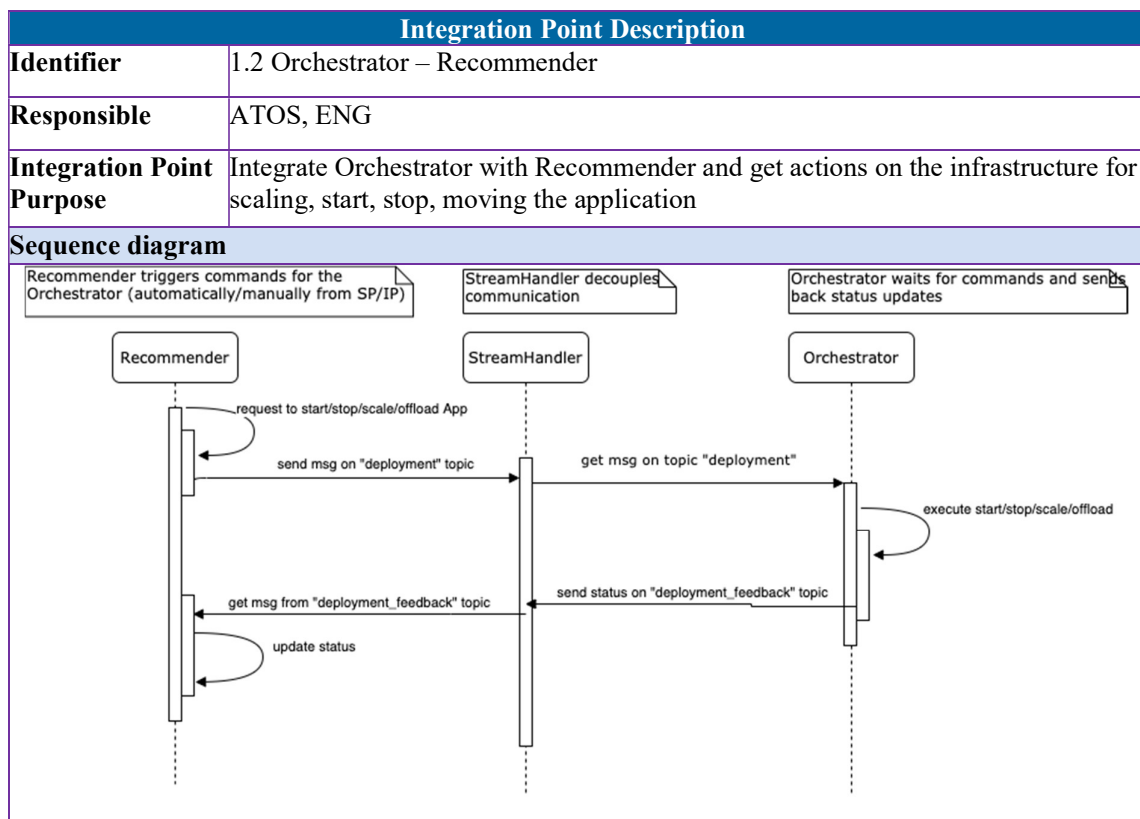 Integration Point Description
Identifier
1.2 Orchestrator – Recommender
Responsible
ATOS, ENG
Integration Point
Purpose
Integrate Orchestrator with Recommender and get actions on the infrastructure for
scaling, start, stop, moving the application
Sequence diagram
Recommender triggers commands for the
Orchestrator (automatically/manually from SP/IP)
StreamHandler decouples
communication
Orchestrator waits for commands and sends
back status updates
Recommender
StreamHandler
Orchestrator
request to start/stop/scale/offload App
send msg on "deployment" topic
get msg on topic "deployment"
execute start/stop/scale/offload
send status on "deployment_feedback" topic
get msg from "deployment_feedback" topic
update status